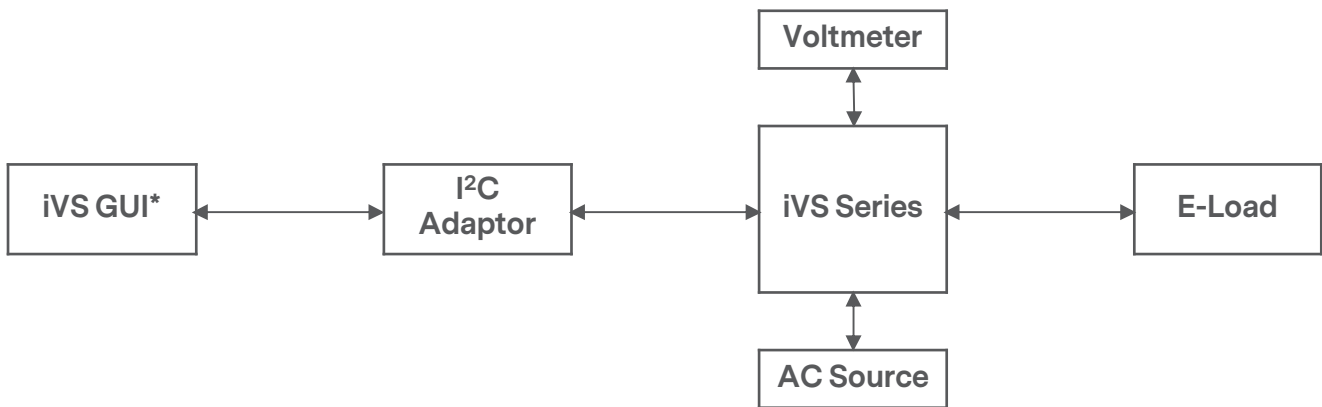 Voltmeter
iVS GUI*
I²C
Adaptor
iVS Series
E-Load
AC Source